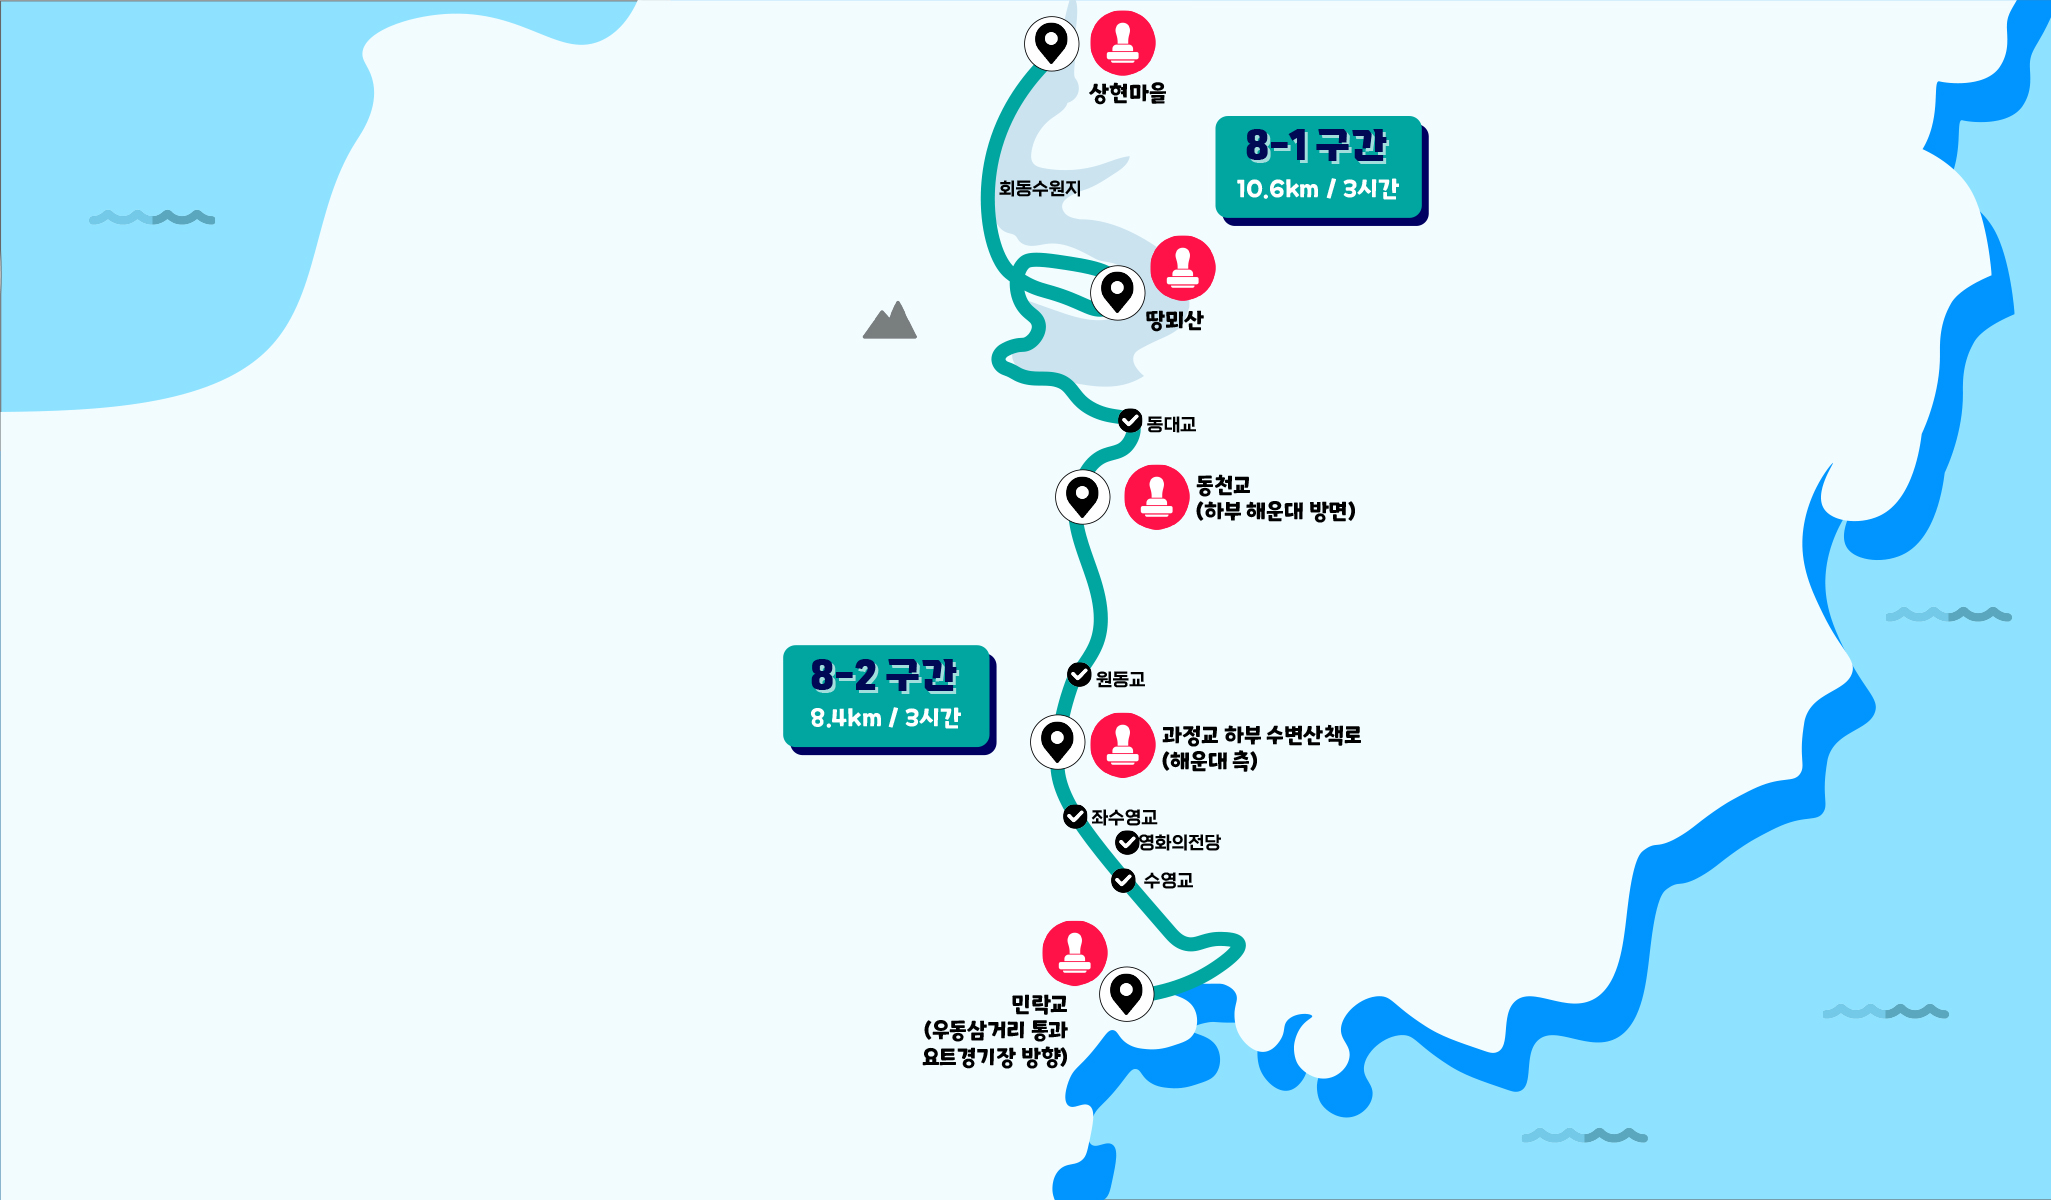 상현마을
8-1 구간
10.6km / 3시간
회동수원지
땅뫼산
동대교
동천교
(하부 해운대 방면)
원동교
8-2 구간
8.4km / 3시간
과정교 하부 수변산책로
(해운대 측)
좌수영교
영화의전당
수영교
민락교
(우동삼거리 통과
요트경기장 방향)